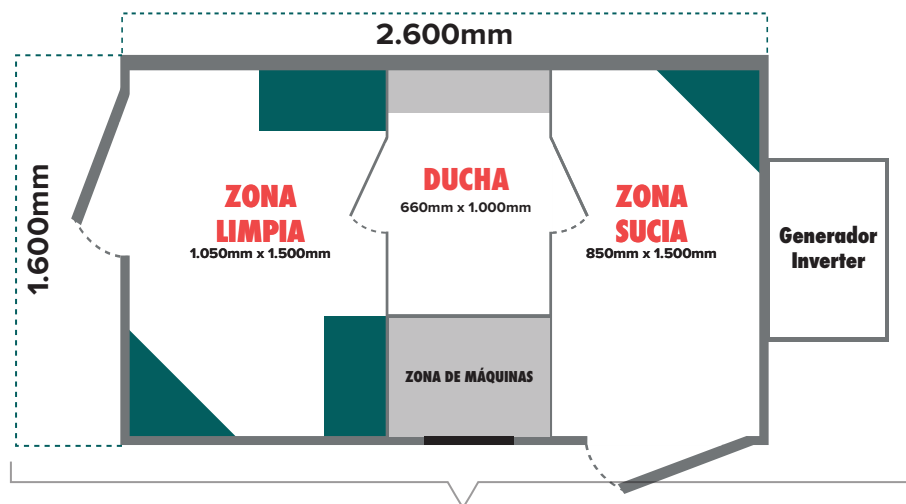 2.600mm
1.600mm
ZONA
LIMPIA
1.050mm x 1.500mm
DUCHA
660mm x 1.000mm
ZONA
SUCIA
850mm x 1.500mm
Generador
Inverter
ZONA DE MÁQUINAS